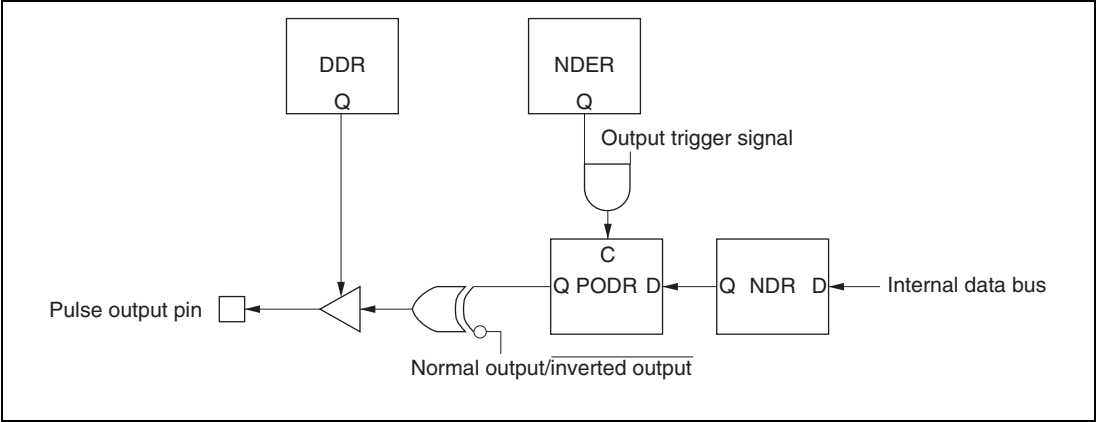 DDR
Q
NDER
Q
Output trigger signal
C
Q PODR D
Q NDR D
Internal data bus
Pulse output pin
Normal output/inverted output